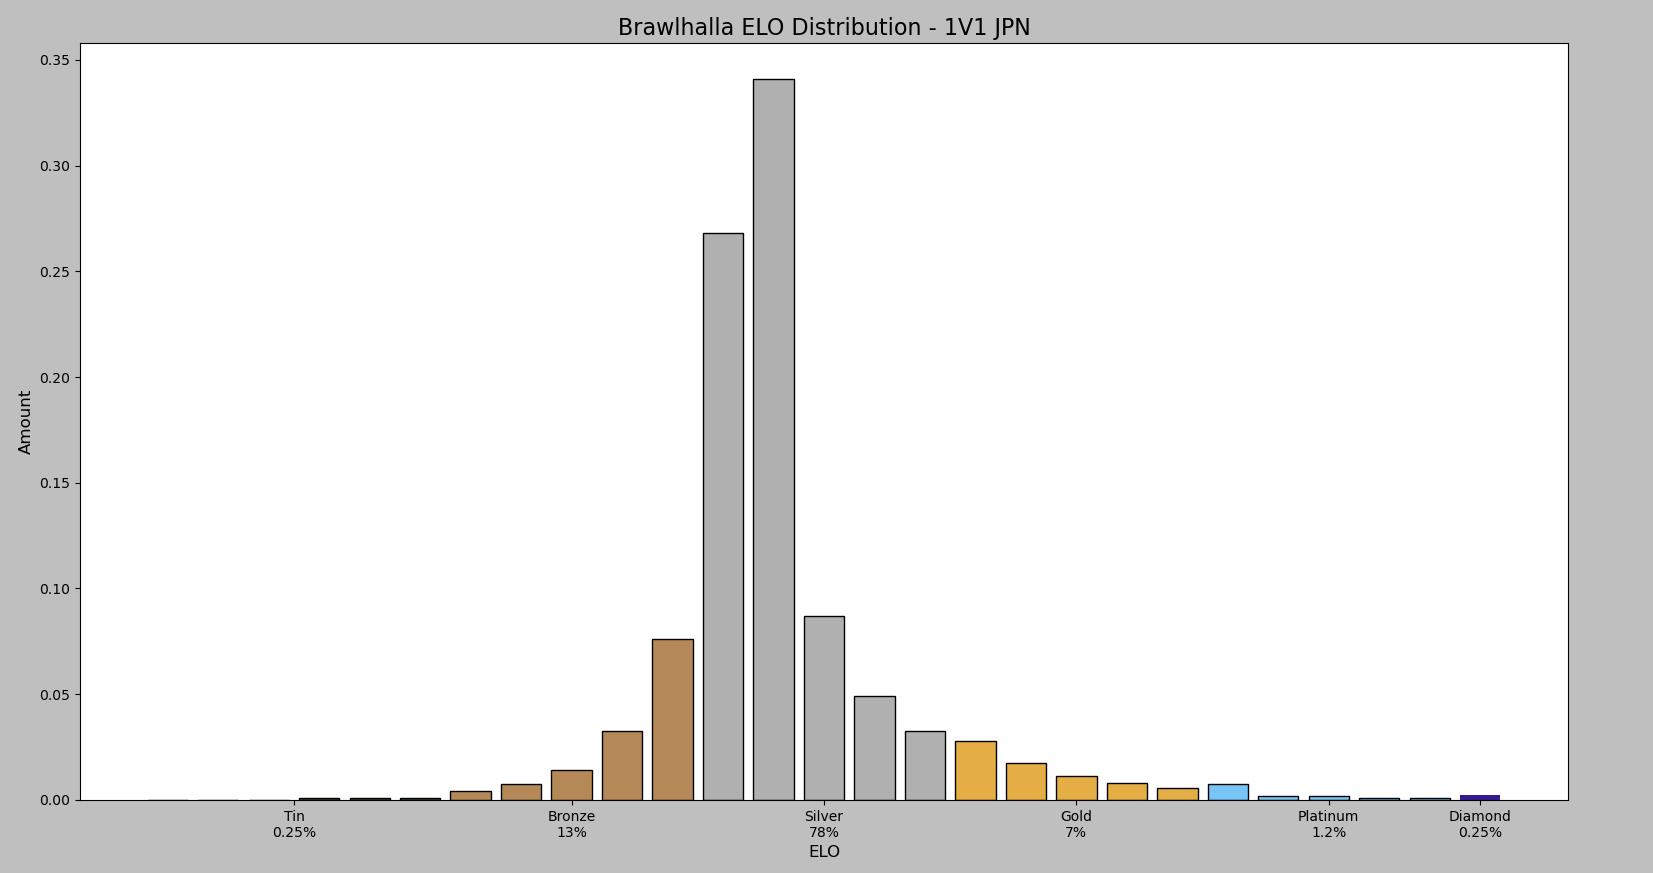 Brawlhalla ELO Distribution - 1V1 JPN
0.35
0.30
0.25
0.20
0.15
0.10
0.05
0.00
Amount
Tin Bronze Silver Gold Platinum Diamond
0.25% 13% 78% 7% 1.2% 0.25%
ELO